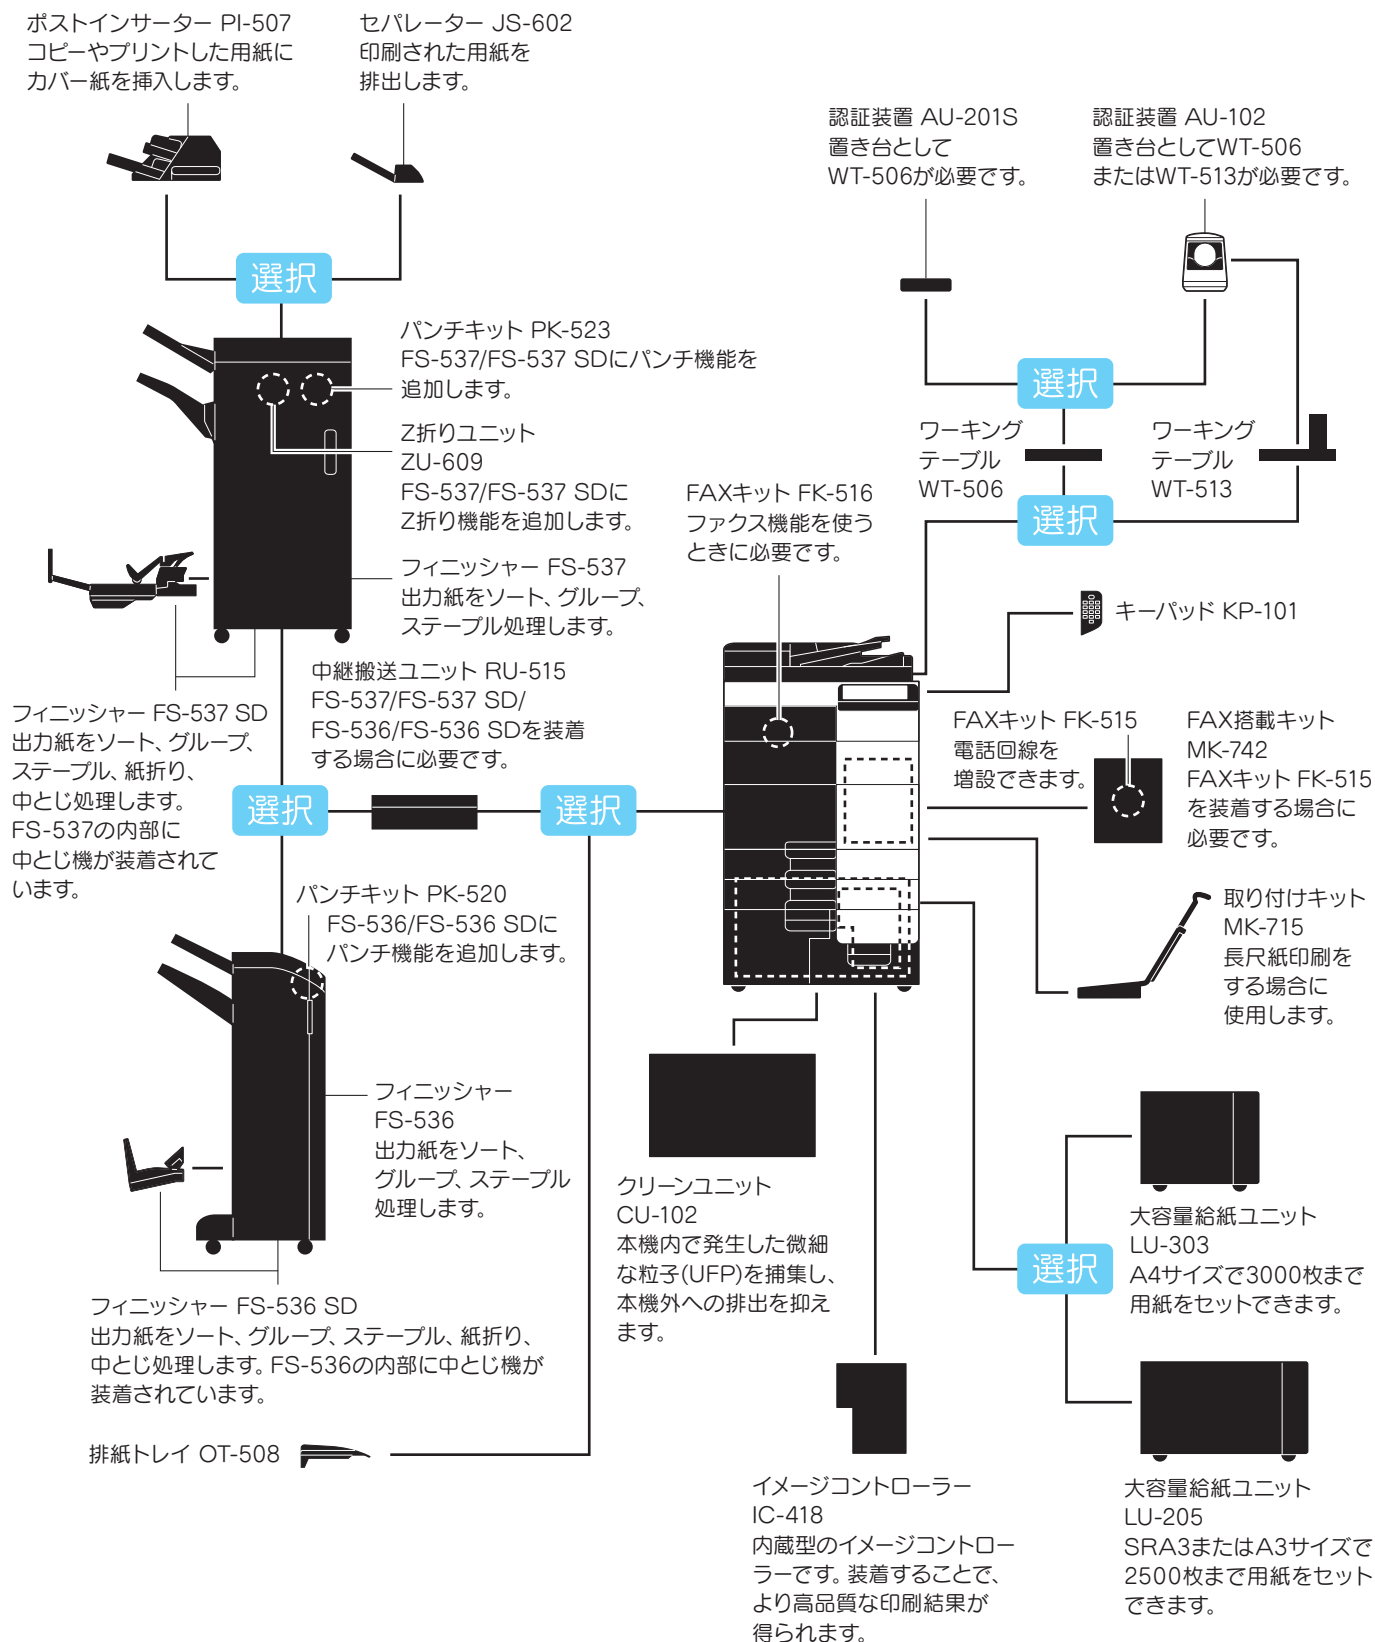 ポストインサーター PI-507
コピーやプリントした用紙に
カバー紙を挿入します。
セパレーター JS-602
印刷された用紙を
排出します。
認証装置 AU-201S
置き台として
WT-506が必要です。
認証装置 AU-102
置き台としてWT-506
またはWT-513が必要です。
選択
パンチキット PK-523
FS-537/FS-537 SDにパンチ機能を
追加します。
Z折りユニット
ZU-609
FS-537/FS-537 SDに
Z折り機能を追加します。
フィニッシャー FS-537
出力紙をソート、グループ、
ステープル処理します。
選択
ワーキング
テーブル
WT-506
ワーキング
テーブル
WT-513
選択
FAXキット FK-516
ファクス機能を使う
ときに必要です。
キーパッド KP-101
中継搬送ユニット RU-515
FS-537/FS-537 SD/
FS-536/FS-536 SDを装着
する場合に必要です。
フィニッシャー FS-537 SD
出力紙をソート、グループ、
ステープル、紙折り、
中とじ処理します。
FS-537の内部に
中とじ機が装着されて
います。
選択
選択
FAXキット FK-515
電話回線を
増設できます。
FAX搭載キット
MK-742
FAXキット FK-515
を装着する場合に
必要です。
パンチキット PK-520
FS-536/FS-536 SDに
パンチ機能を追加します。
取り付けキット
MK-715
長尺紙印刷を
する場合に
使用します。
フィニッシャー
FS-536
出力紙をソート、
グループ、ステープル
処理します。
クリーンユニット
CU-102
本機内で発生した微細
な粒子(UFP)を捕集し、
本機外への排出を抑え
ます。
大容量給紙ユニット
LU-303
A4サイズで3000枚まで
用紙をセットできます。
選択
フィニッシャー FS-536 SD
出力紙をソート、グループ、ステープル、紙折り、
中とじ処理します。FS-536の内部に中とじ機が
装着されています。
排紙トレイ OT-508
イメージコントローラー
IC-418
内蔵型のイメージコントロー
ラーです。装着することで、
より高品質な印刷結果が
得られます。
大容量給紙ユニット
LU-205
SRA3またはA3サイズで
2500枚まで用紙をセット
できます。